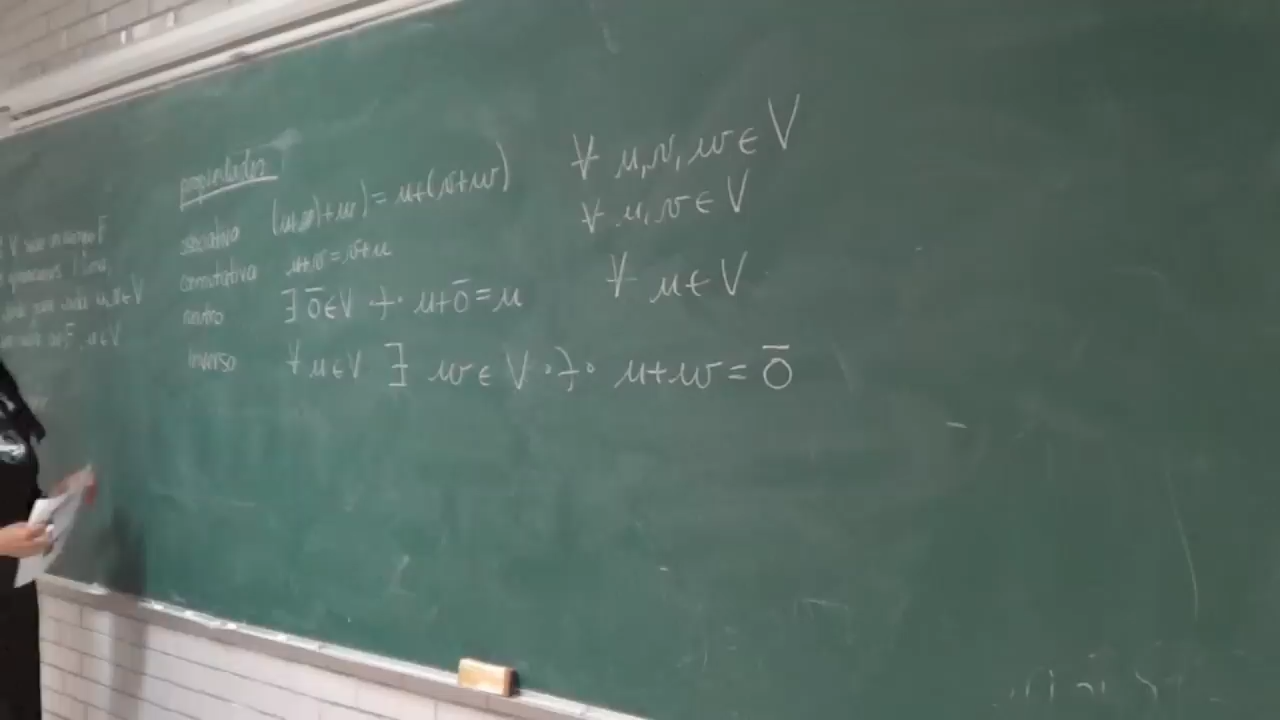 propiedades
asociativa (u+v)+w) = u+(v+w) ∀ u,v,w ∈ V
conmutativa u+v = v+u ∀ u,v ∈ V
neutro ∃ 0̅ ∈ V ·ɟ· u+0̅ = u ∀ u ∈ V
inverso ∀ u ∈ V ∃ w ∈ V ·ɟ· u+w = 0̅
V F
u,v ∈ V
F, u ∈ V